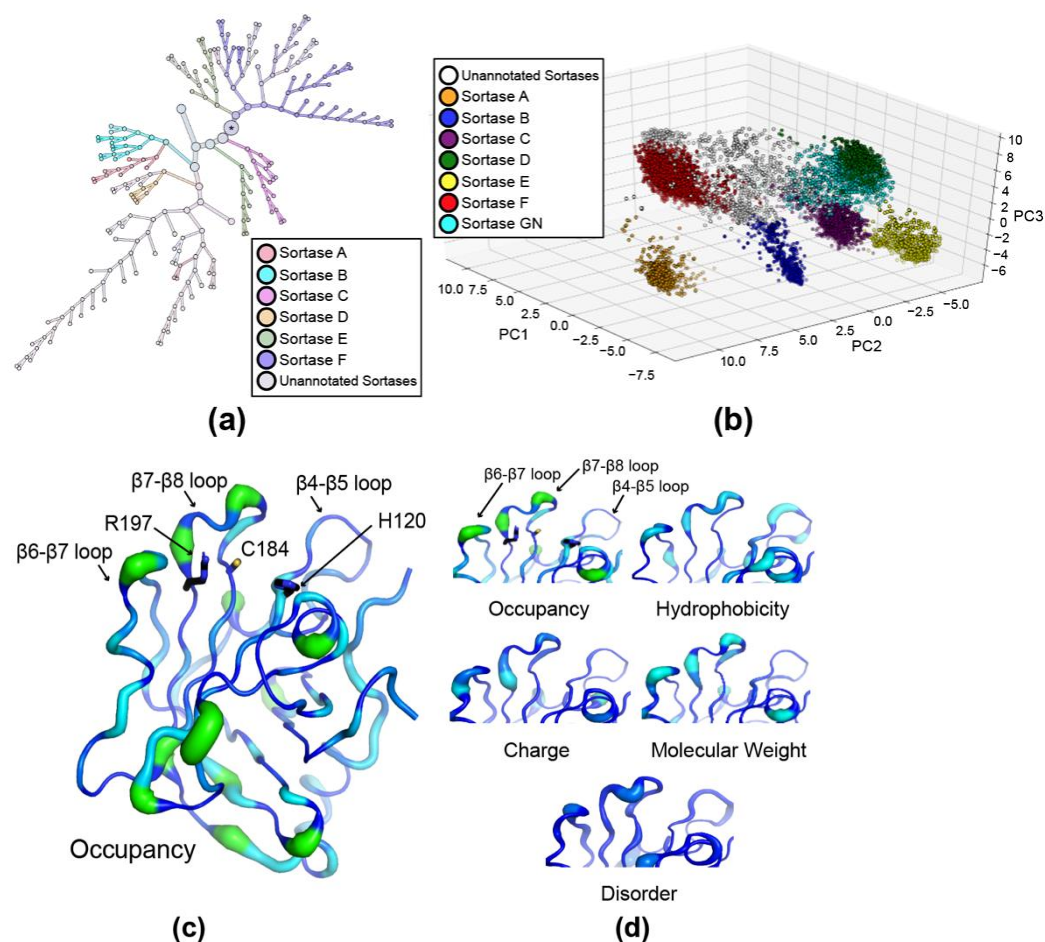 Sortase A
Sortase B
Sortase C
Sortase D
Sortase E
Sortase F
Unannotated Sortases
(a)
Unannotated Sortases
Sortase A
Sortase B
Sortase C
Sortase D
Sortase E
Sortase F
Sortase GN
10
8
6
4
2
0
−2
−4
−6
PC3
10.0
7.5
5.0
2.5
0.0
−2.5
−5.0
−7.5
PC1
10.0
7.5
5.0
2.5
0.0
−2.5
−5.0
PC2
(b)
β7-β8 loop
β4-β5 loop
R197
H120
C184
β6-β7 loop
Occupancy
(c)
β6-β7 loop
β7-β8 loop
β4-β5 loop
Occupancy
Hydrophobicity
Charge
Molecular Weight
Disorder
(d)